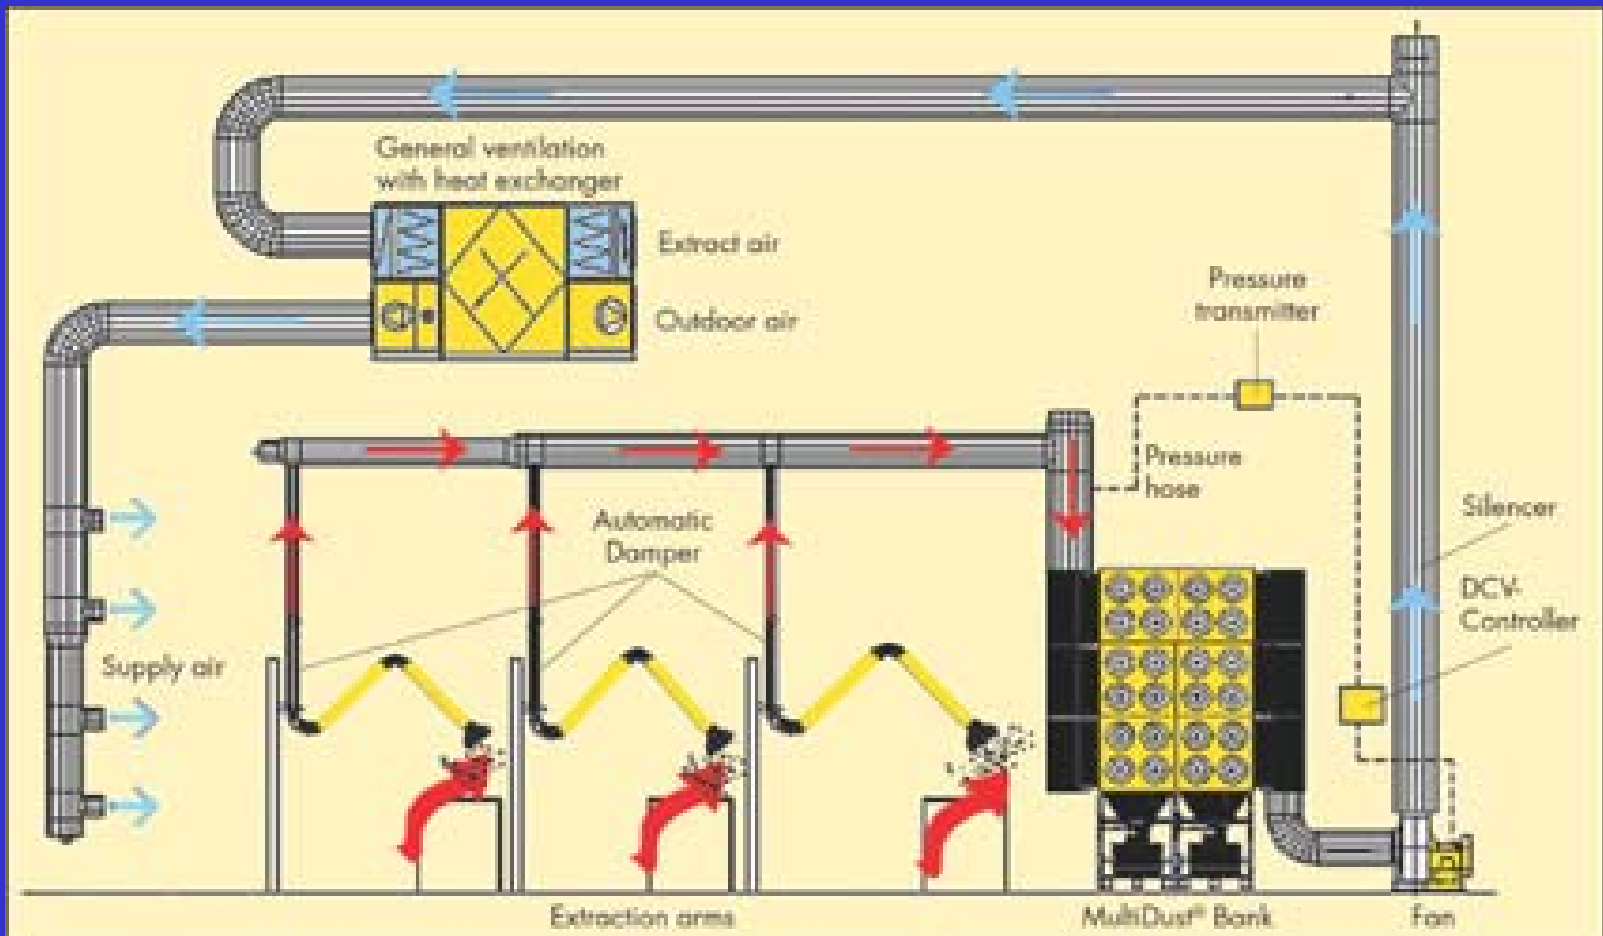 General ventilation
with heat exchanger
Extract air
Outdoor air
Pressure
transmitter
Pressure
hose
Automatic
Damper
Silencer
DCV-
Controller
Supply air
Extraction arms
MultiDust® Bank
Fan